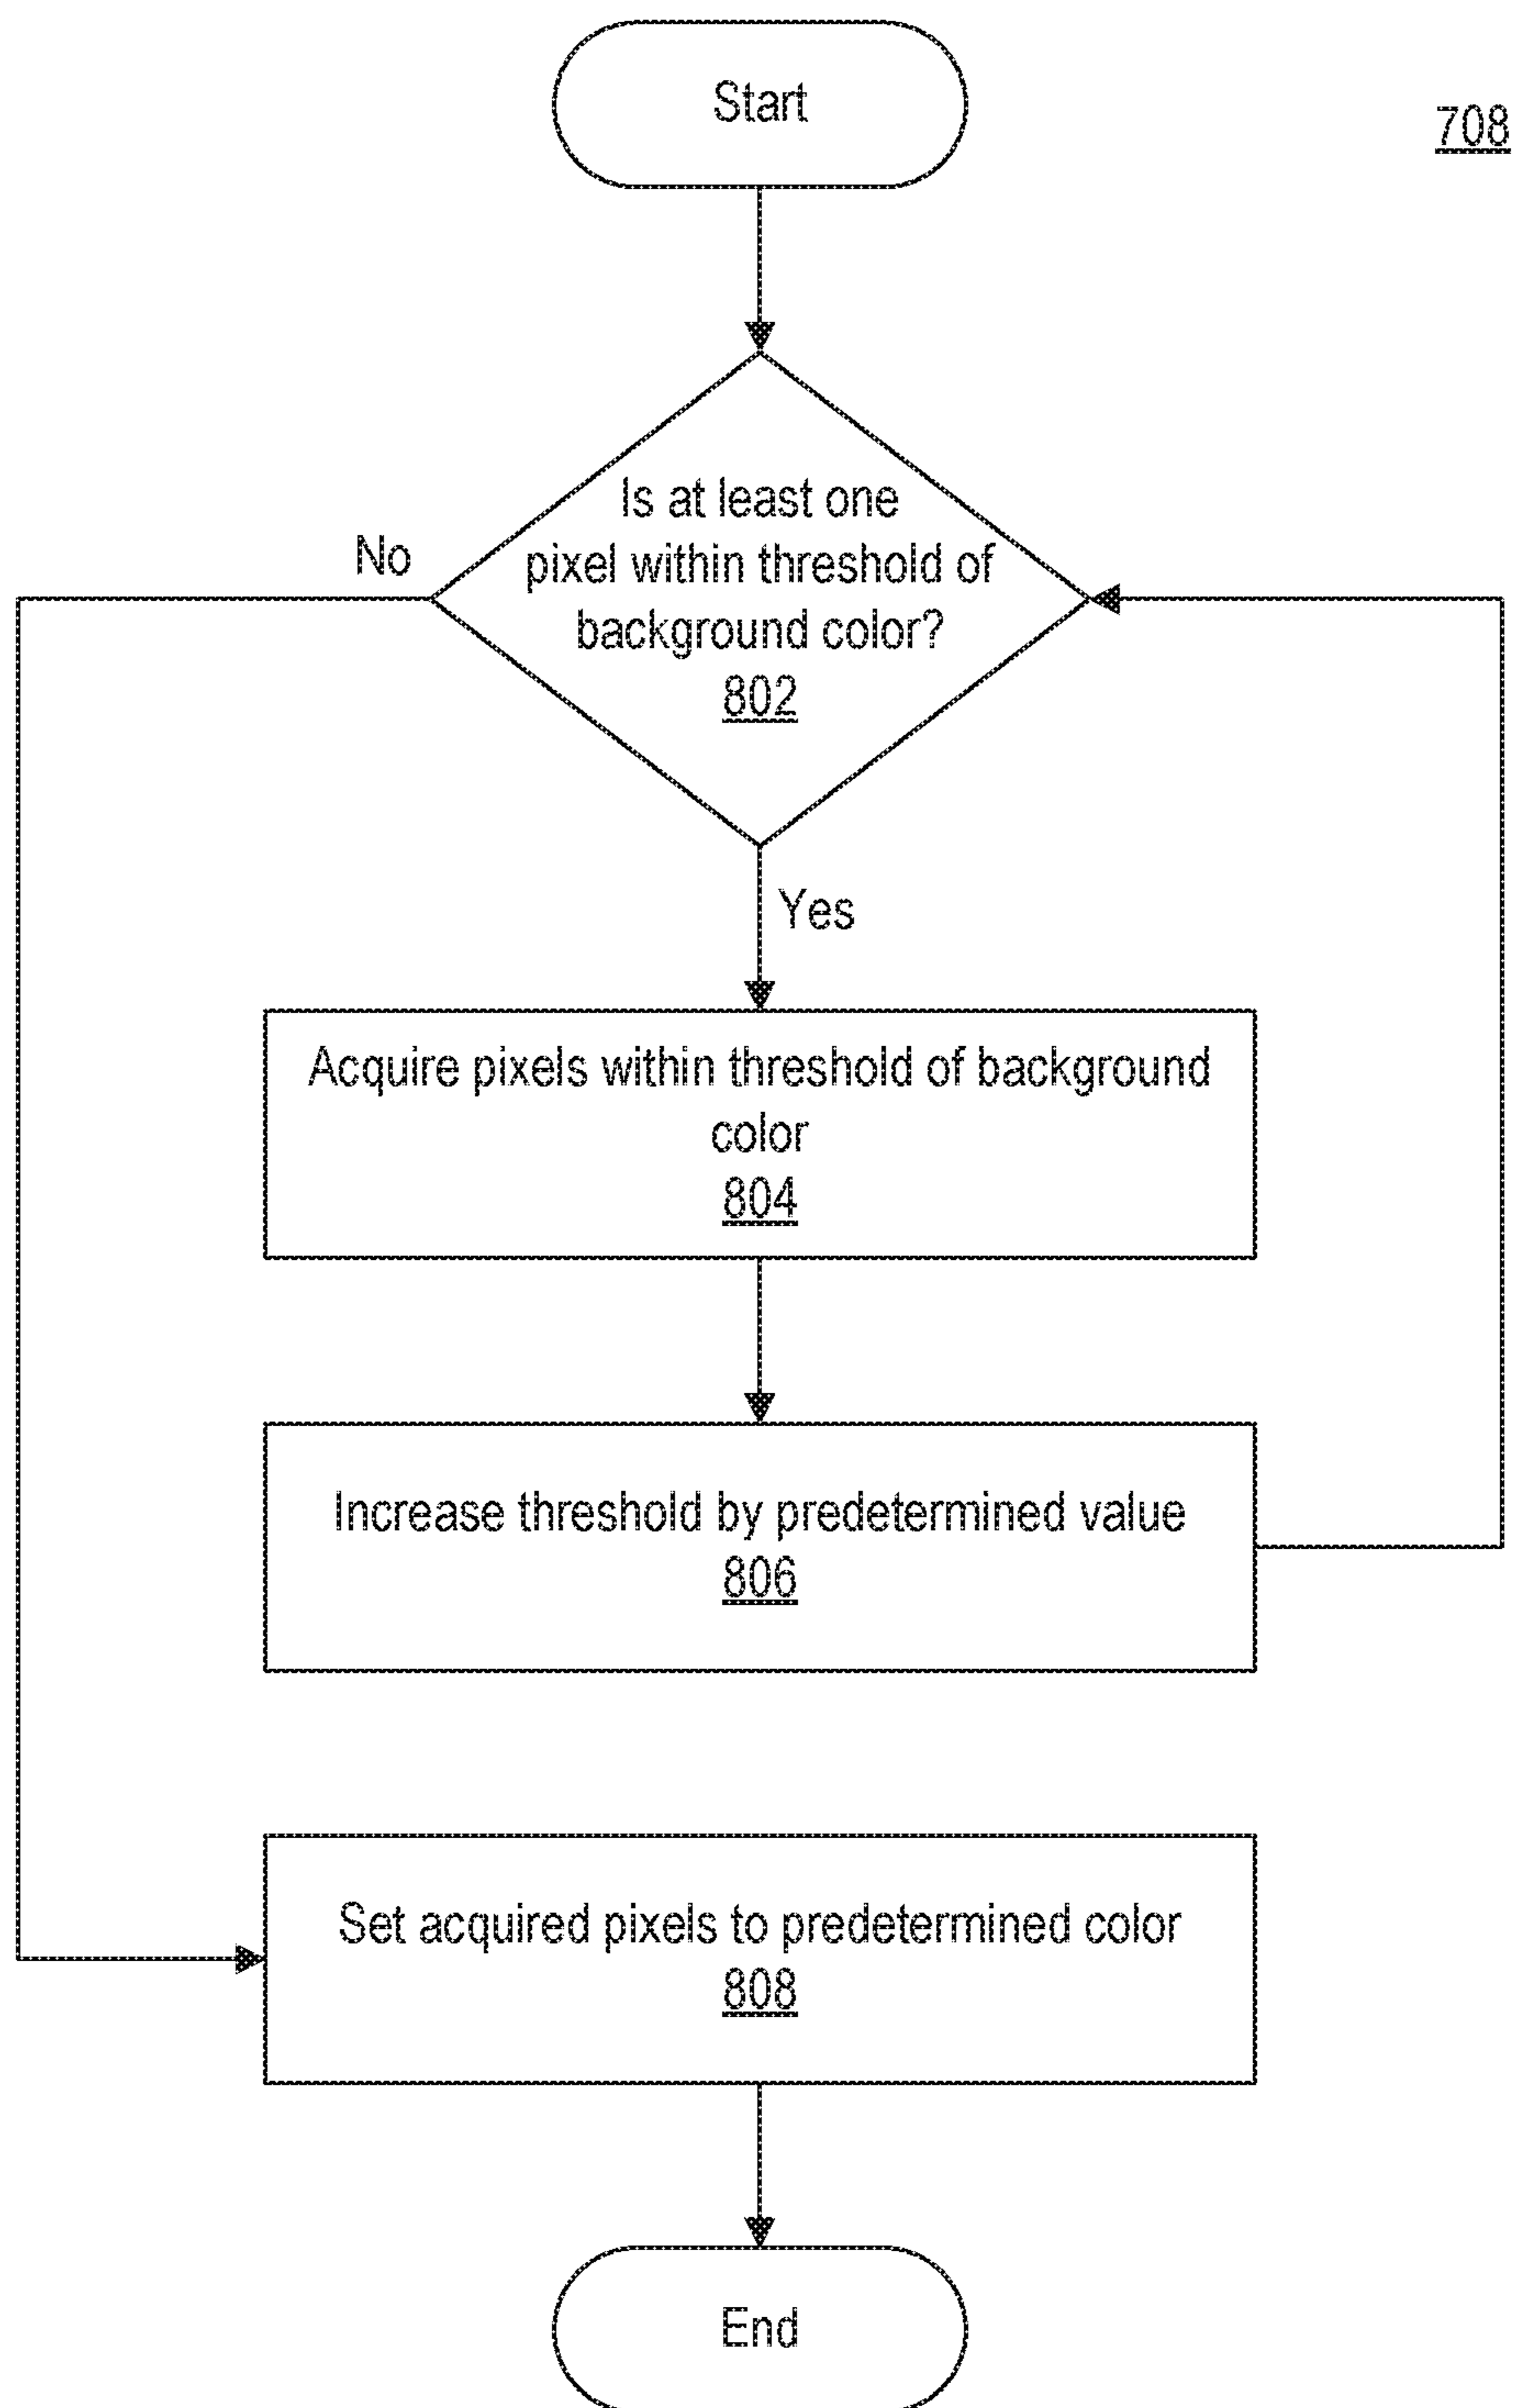 Start
708
Is at least one
pixel within threshold of
background color?
802
No
Yes
Acquire pixels within threshold of background
color
804
Increase threshold by predetermined value
806
Set acquired pixels to predetermined color
808
End